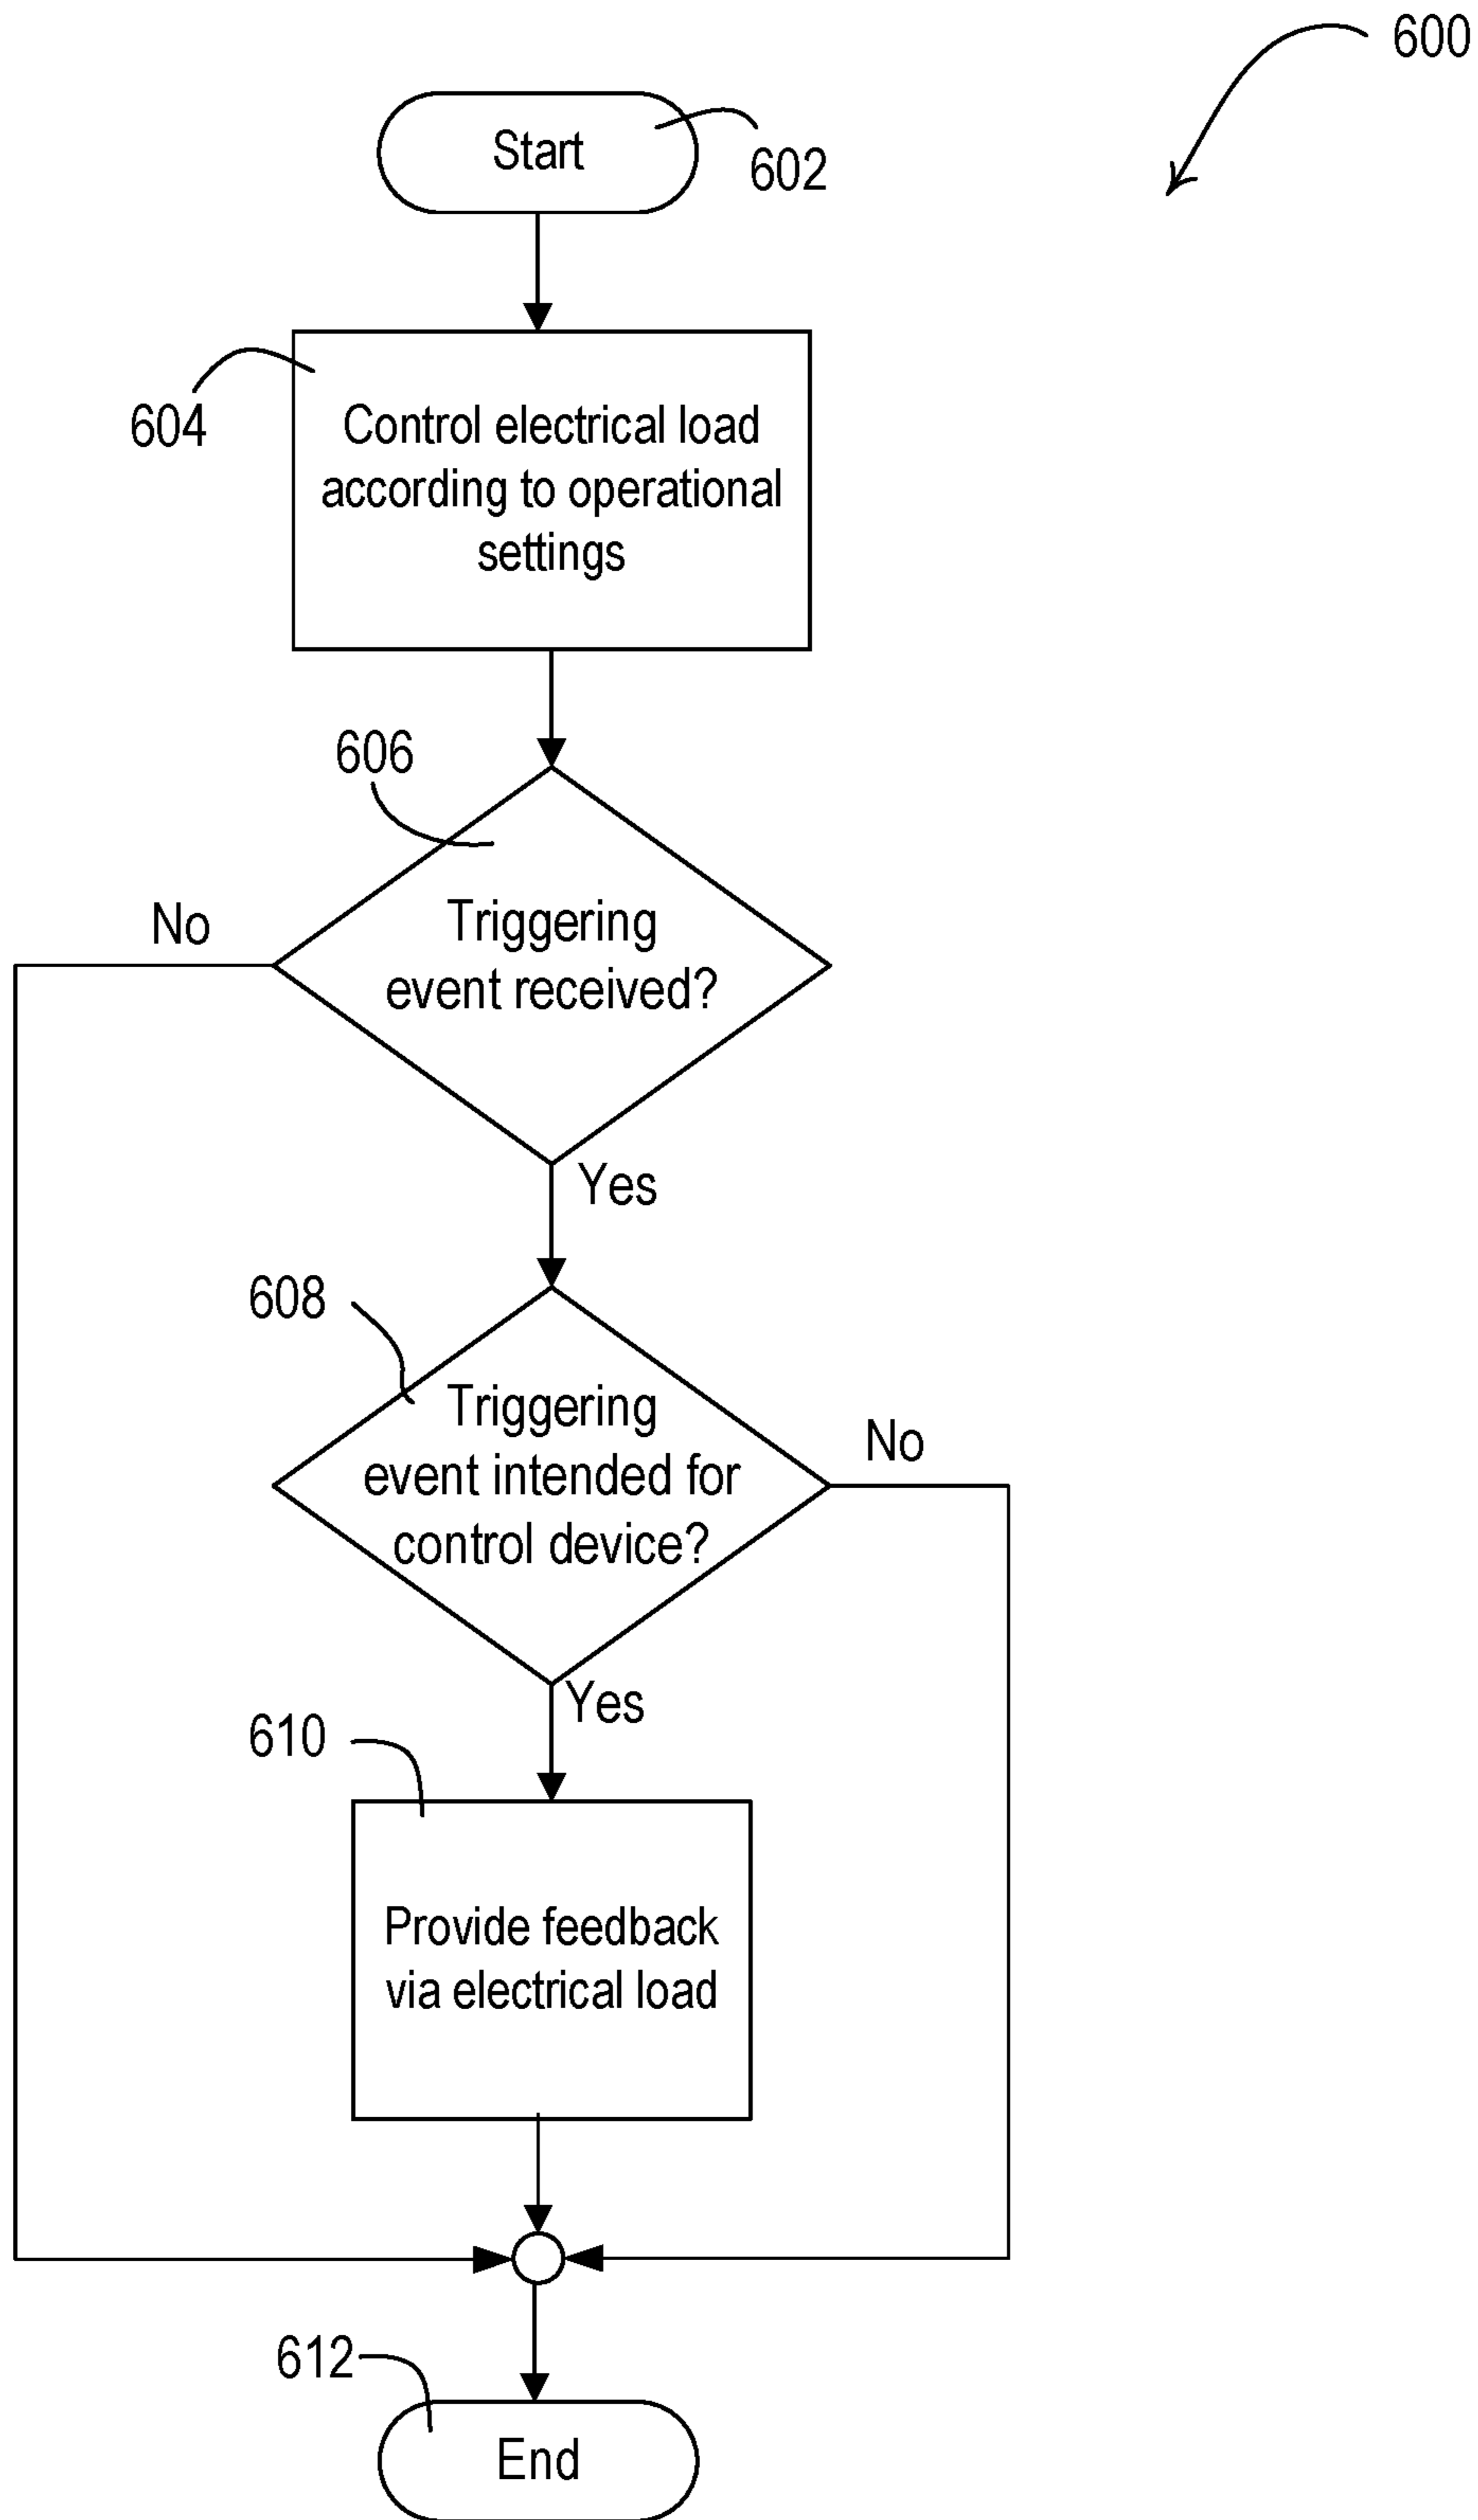 600
Start
602
604
Control electrical load
according to operational
settings
606
No
Triggering
event received?
Yes
608
Triggering
event intended for
control device?
No
Yes
610
Provide feedback
via electrical load
612
End